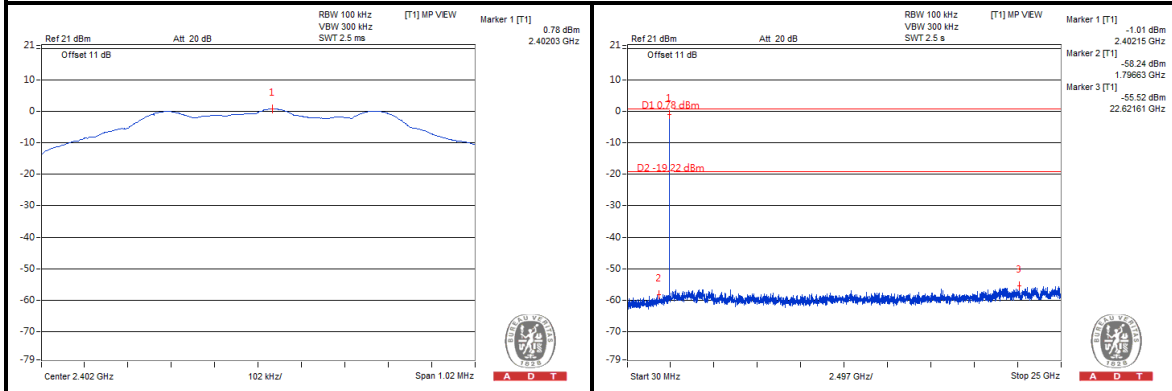 RBW 100 kHz [T1] MP VIEW
VBW 300 kHz
SWT 2.5 ms
Ref 21 dBm Att 20 dB
Marker 1 [T1]
0.78 dBm
2.40203 GHz
Offset 11 dB
21
10
0
-10
-20
-30
-40
-50
-60
-70
-79
1
Center 2.402 GHz 102 kHz/ Span 1.02 MHz
BUREAU VERITAS
1828
A D T
RBW 100 kHz [T1] MP VIEW
VBW 300 kHz
SWT 2.5 s
Ref 21 dBm Att 20 dB
Marker 1 [T1]
-1.01 dBm
2.40215 GHz
Marker 2 [T1]
-58.24 dBm
1.79663 GHz
Marker 3 [T1]
-55.52 dBm
22.62161 GHz
Offset 11 dB
21
10
0
-10
-20
-30
-40
-50
-60
-70
-79
1
D1 0.78 dBm
D2 -19.22 dBm
2
3
Start 30 MHz 2.497 GHz/ Stop 25 GHz
BUREAU VERITAS
1828
A D T